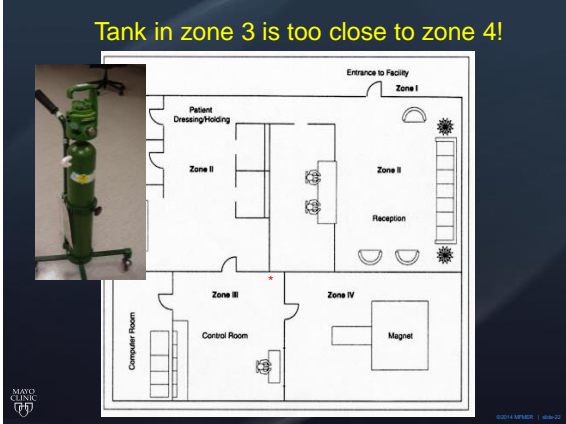 Tank in zone 3 is too close to zone 4!
Entrance to Facility
Zone I
Patient
Dressing/Holding
Zone II
Zone II
Reception
*
Zone III
Zone IV
Computer Room
Control Room
Magnet
MAYO
CLINIC
©2014 MFMER | slide-22